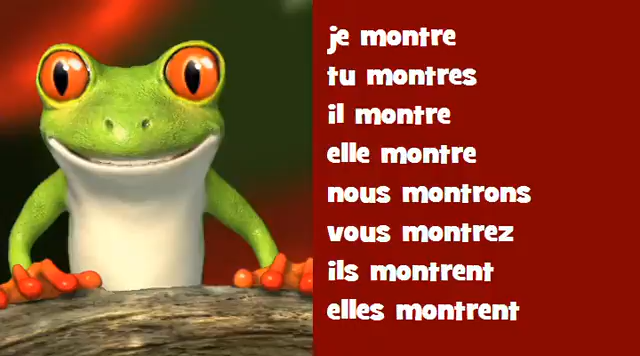 je montre
tu montres
il montre
elle montre
nous montrons
vous montrez
ils montrent
elles montrent